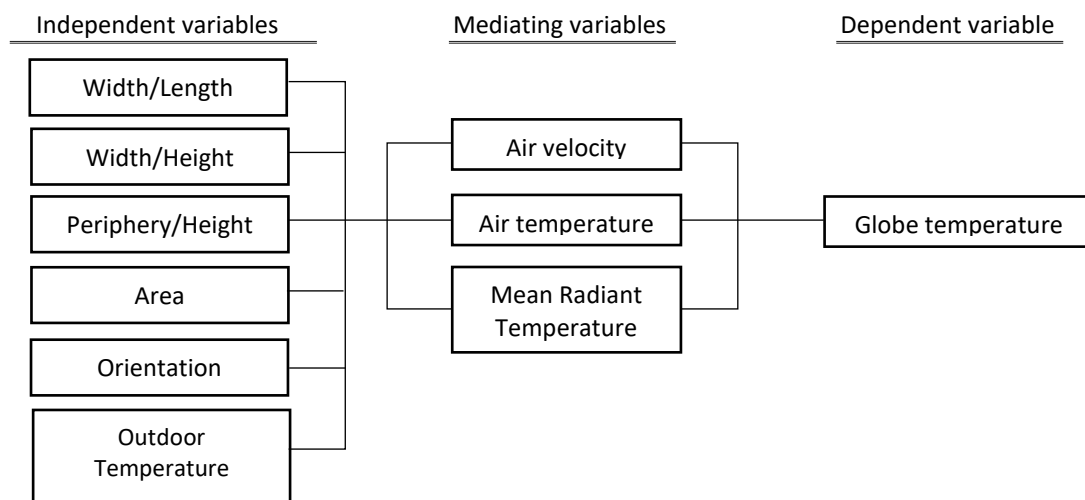 Independent variables
Mediating variables
Dependent variable
Width/Length
Width/Height
Periphery/Height
Area
Orientation
Outdoor
Temperature
Air velocity
Air temperature
Mean Radiant
Temperature
Globe temperature